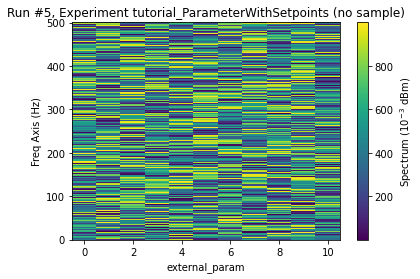 Run #5, Experiment tutorial_ParameterWithSetpoints (no sample)
500
400
300
200
100
0
Freq Axis (Hz)
0 2 4 6 8 10
external_param
800
600
400
200
Spectrum (10⁻³ dBm)